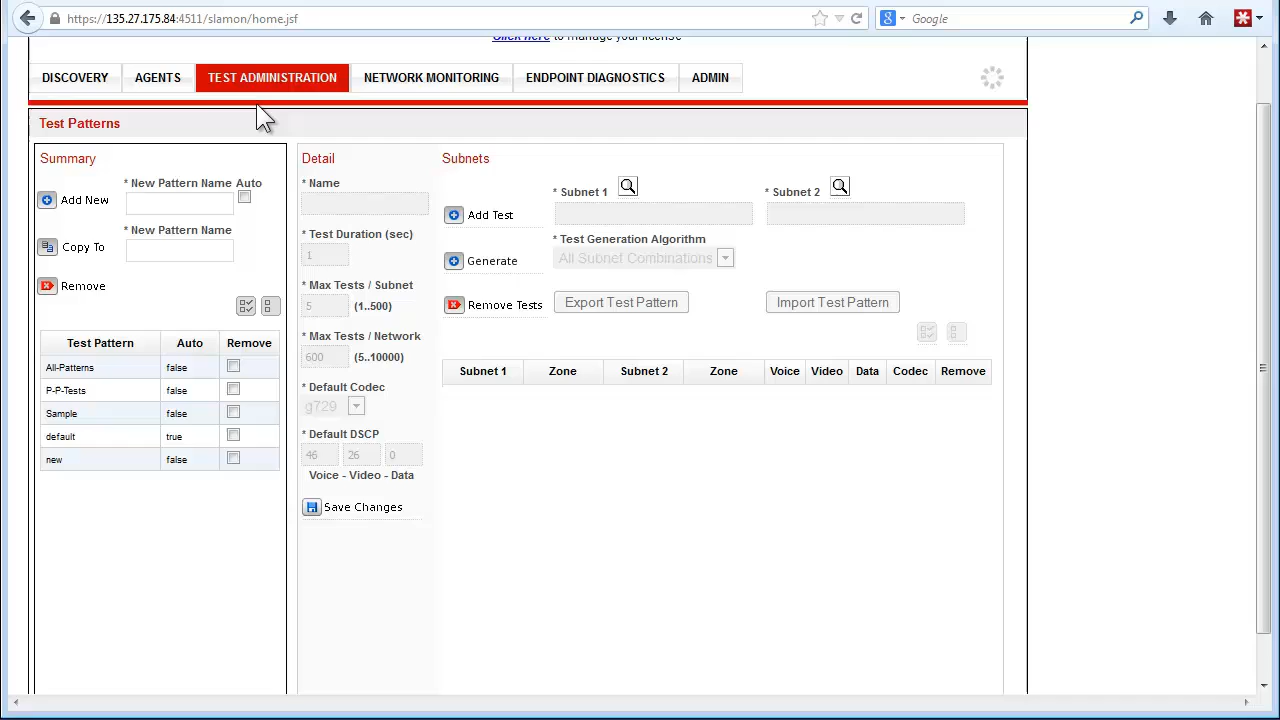 https://135.27.175.84:4511/slamon/home.jsf
Google
Click here to manage your license
DISCOVERY AGENTS TEST ADMINISTRATION NETWORK MONITORING ENDPOINT DIAGNOSTICS ADMIN
Test Patterns
Summary
* New Pattern Name Auto
Add New
* New Pattern Name
Copy To
Remove
Test Pattern Auto Remove
All-Patterns false
P-P-Tests false
Sample false
default true
new false
Detail
* Name
* Test Duration (sec)
1
* Max Tests / Subnet
5 (1..500)
* Max Tests / Network
600 (5..10000)
* Default Codec
g729
* Default DSCP
46 26 0
Voice - Video - Data
Save Changes
Subnets
* Subnet 1 * Subnet 2
Add Test
* Test Generation Algorithm
Generate All Subnet Combinations
Remove Tests Export Test Pattern Import Test Pattern
Subnet 1 Zone Subnet 2 Zone Voice Video Data Codec Remove